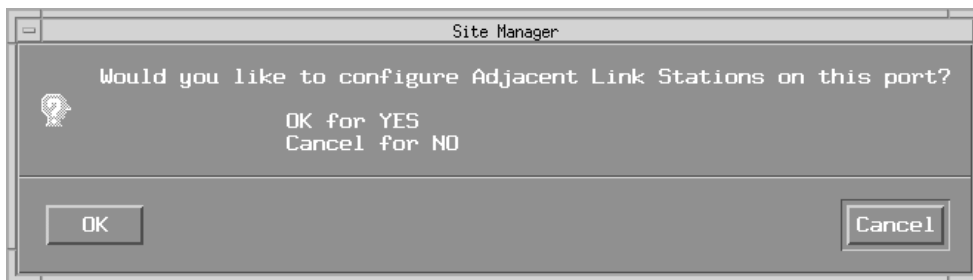 Site Manager
Would you like to configure Adjacent Link Stations on this port?
OK for YES
Cancel for NO
OK
Cancel